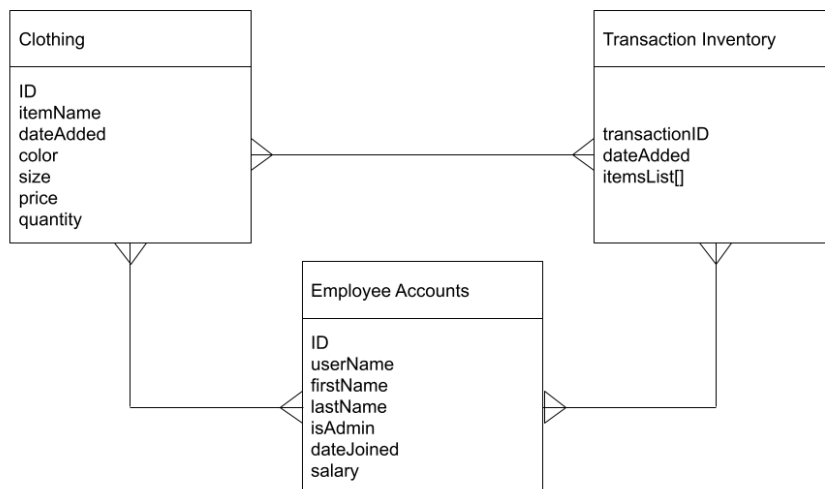 Clothing
ID
itemName
dateAdded
color
size
price
quantity
Transaction Inventory
transactionID
dateAdded
itemsList[]
Employee Accounts
ID
userName
firstName
lastName
isAdmin
dateJoined
salary